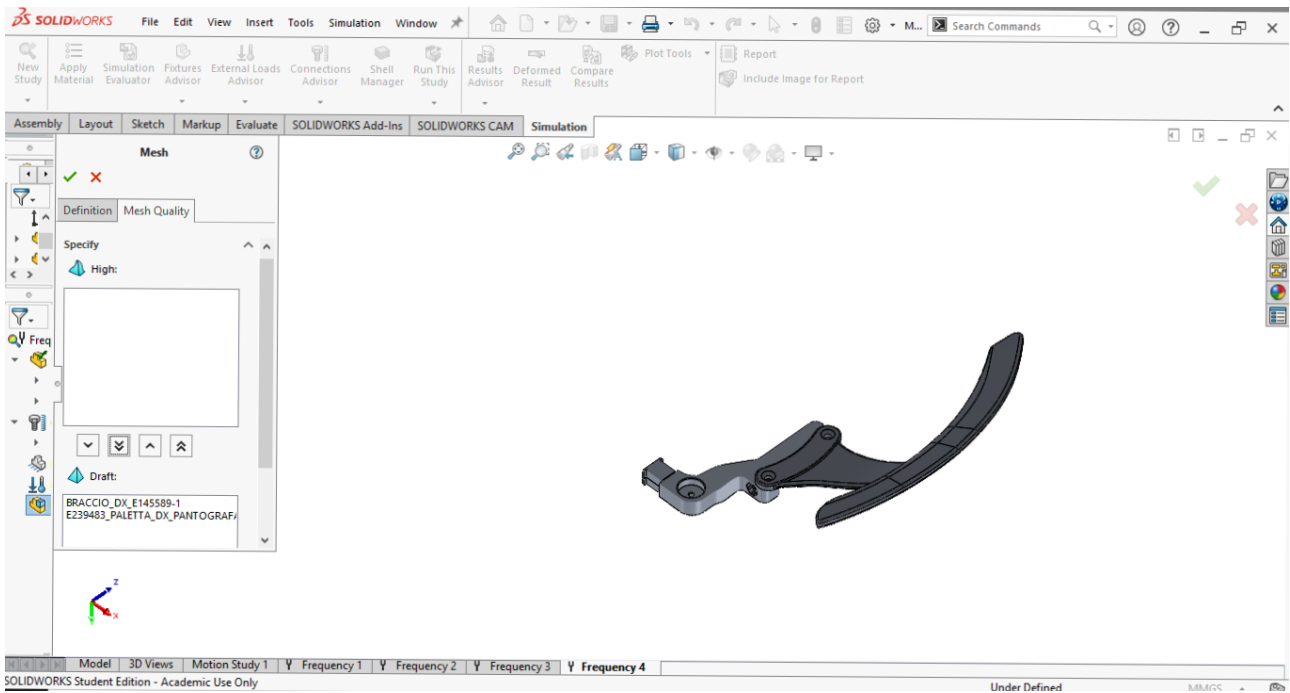 SOLIDWORKS File Edit View Insert Tools Simulation Window M... Search Commands
New Study
Apply Material
Simulation Evaluator
Fixtures Advisor
External Loads Advisor
Connections Advisor
Shell Manager
Run This Study
Results Advisor
Deformed Result
Compare Results
Plot Tools
Report
Include Image for Report
Assembly Layout Sketch Markup Evaluate SOLIDWORKS Add-Ins SOLIDWORKS CAM Simulation
Mesh
Definition Mesh Quality
Specify
High:
Freq
Draft:
BRACCIO_DX_E145589-1
E239483_PALETTA_DX_PANTOGRAFA
z
x
Model 3D Views Motion Study 1 Frequency 1 Frequency 2 Frequency 3 Frequency 4
SOLIDWORKS Student Edition - Academic Use Only Under Defined MMGS